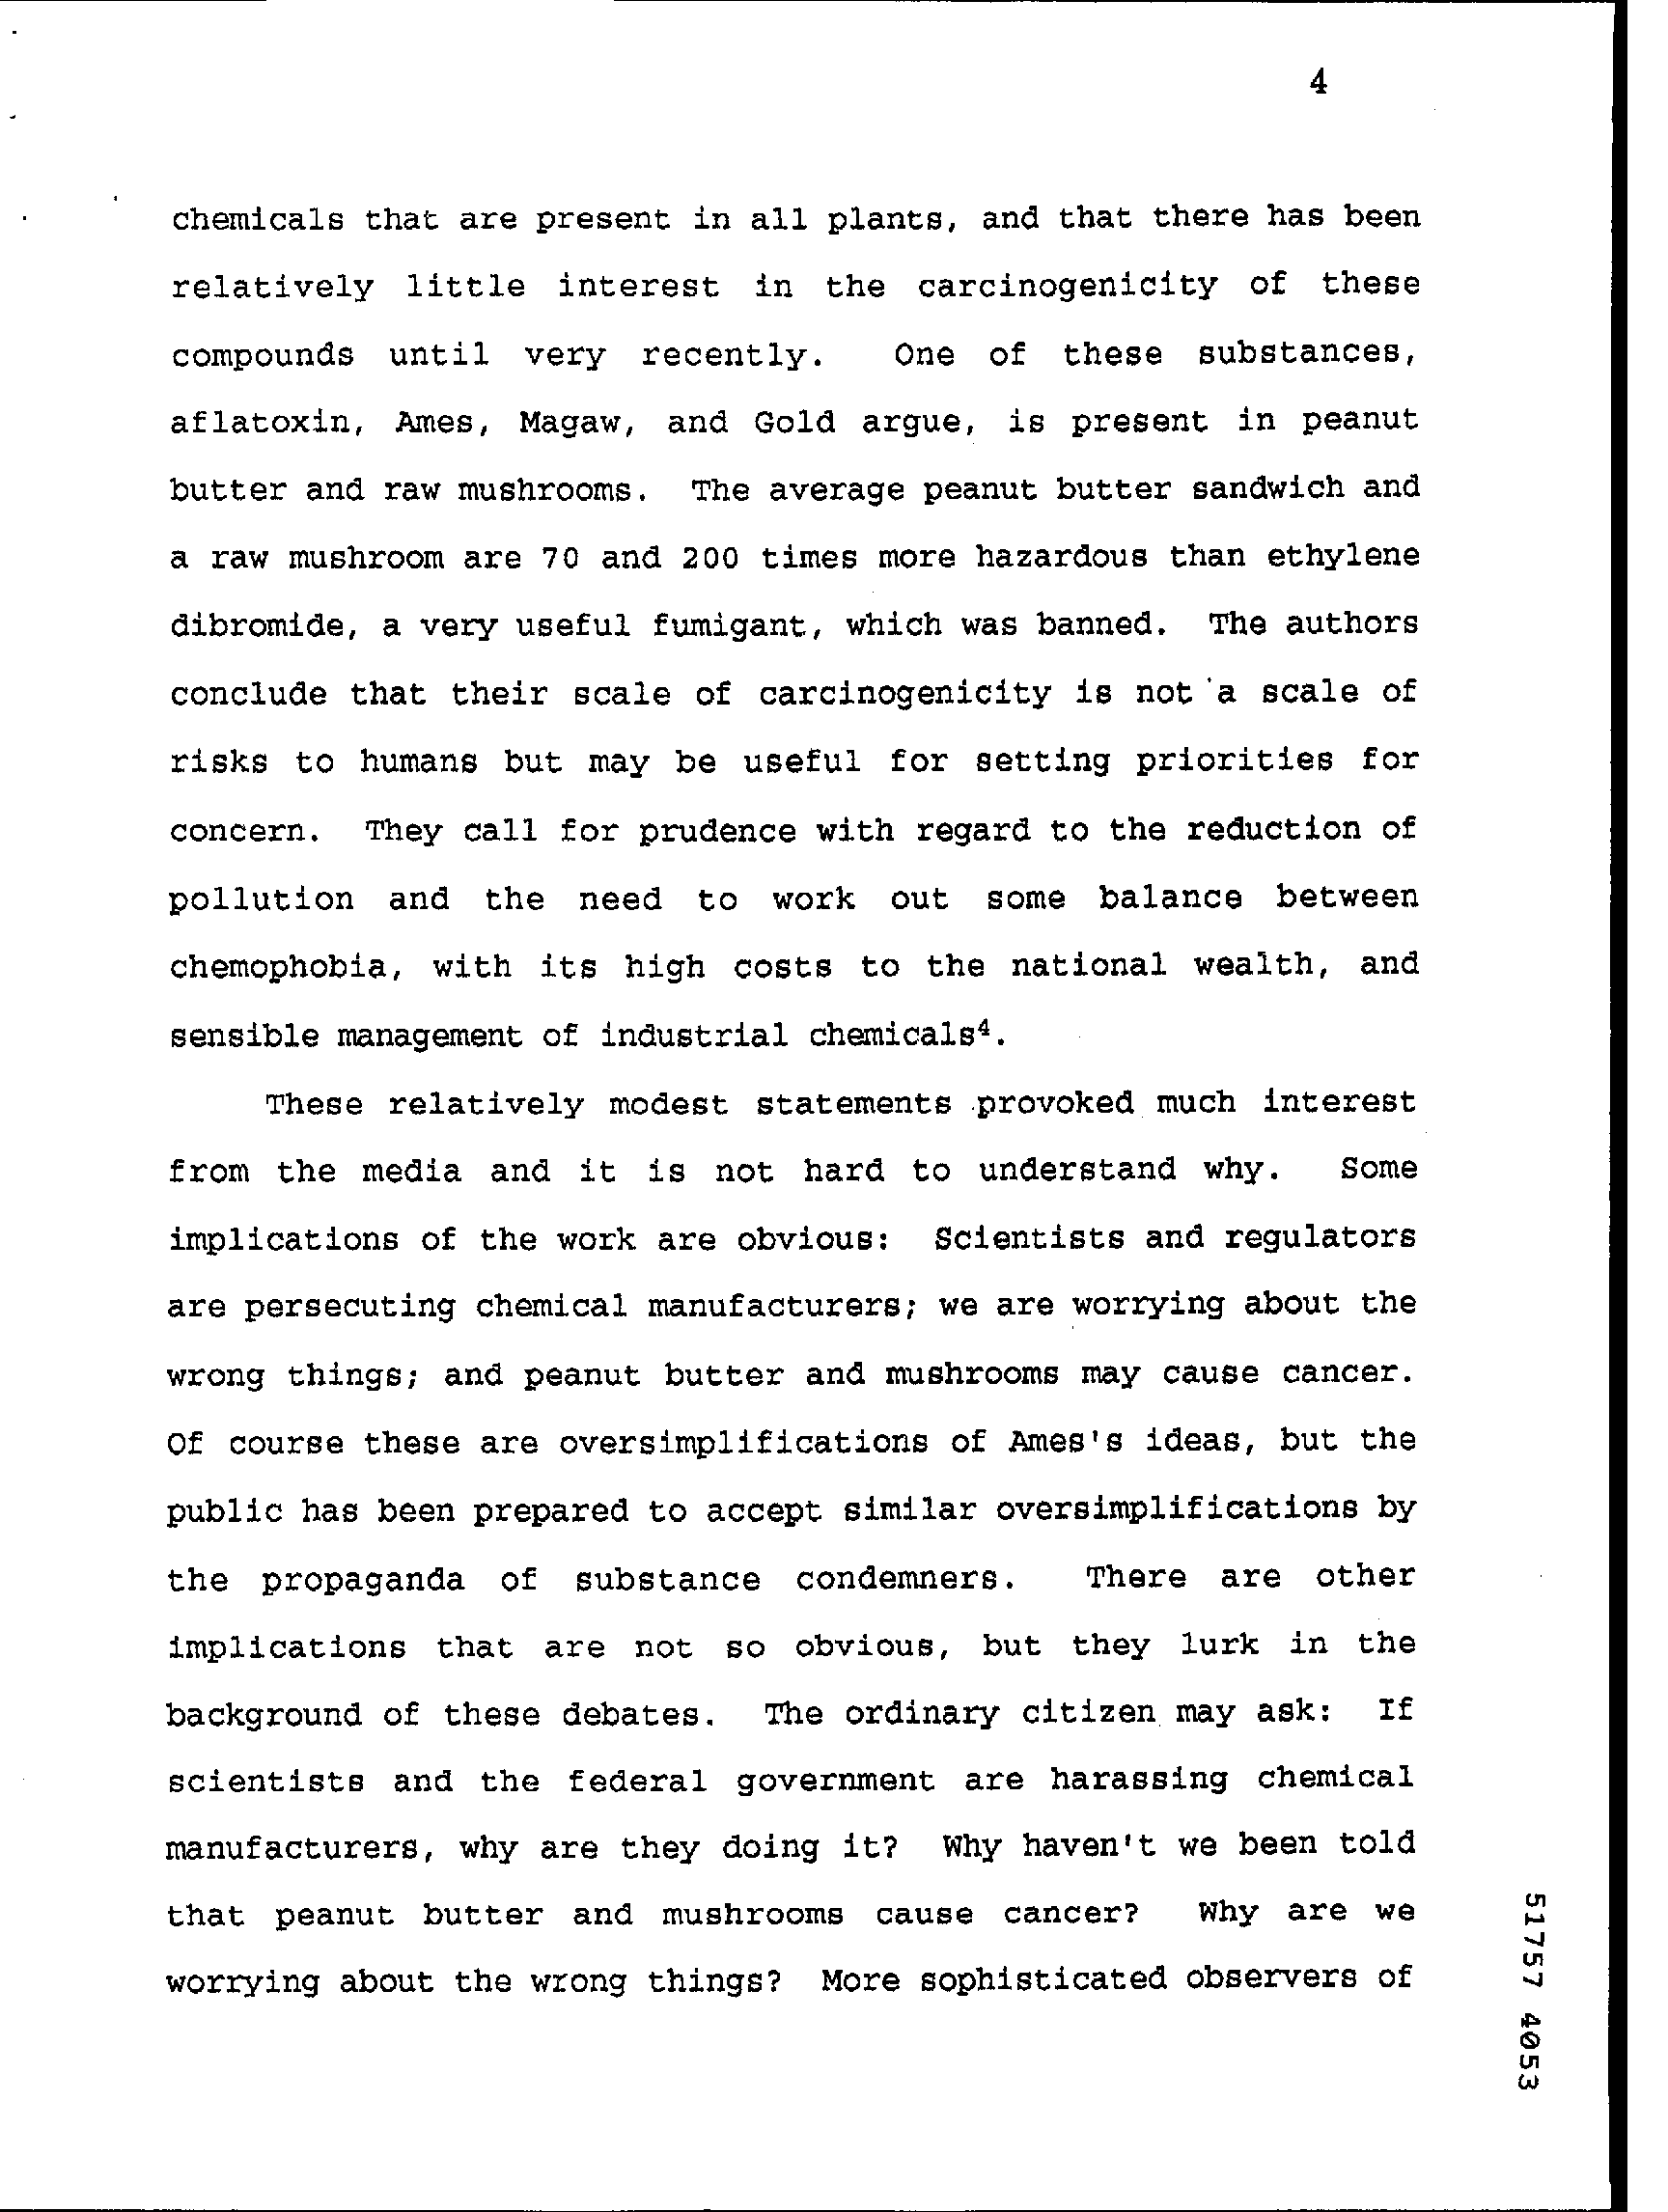 4
chemicals that are present in all plants, and that there has been
relatively little interest in the carcinogenicity of these
compounds until very recently. One of these substances,
aflatoxin, Ames, Magaw, and Gold argue, is present in peanut
butter and raw mushrooms. The average peanut butter sandwich and
a raw mushroom are 70 and 200 times more hazardous than ethylene
dibromide, a very useful fumigant, which was banned. The authors
conclude that their scale of carcinogenicity is not a scale of
risks to humans but may be useful for setting priorities for
concern. They call for prudence with regard to the reduction of
pollution and the need to work out some balance between
chemophobia, with its high costs to the national wealth, and
sensible management of industrial chemicals⁴.
These relatively modest statements provoked much interest
from the media and it is not hard to understand why. Some
implications of the work are obvious: Scientists and regulators
are persecuting chemical manufacturers; we are worrying about the
wrong things; and peanut butter and mushrooms may cause cancer.
Of course these are oversimplifications of Ames's ideas, but the
public has been prepared to accept similar oversimplifications by
the propaganda of substance condemners. There are other
implications that are not so obvious, but they lurk in the
background of these debates. The ordinary citizen may ask: If
scientists and the federal government are harassing chemical
manufacturers, why are they doing it? Why haven't we been told
that peanut butter and mushrooms cause cancer? Why are we
worrying about the wrong things? More sophisticated observers of
51757 4053